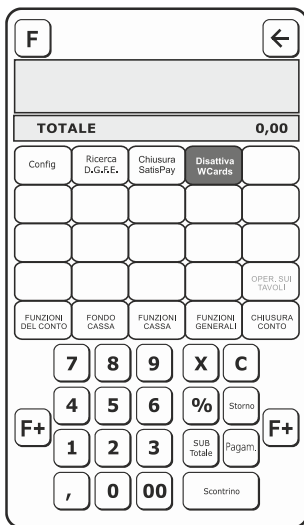 F ←
TOTALE 0,00
Config Ricerca D.G.F.E. Chiusura SatisPay Disattiva WCards
OPER. SUI TAVOLI
FUNZIONI DEL CONTO FONDO CASSA FUNZIONI CASSA FUNZIONI GENERALI CHIUSURA CONTO
7 8 9 X C
4 5 6 % Storno
F+ F+
1 2 3 SUB Totale Pagam.
, 0 00 Scontrino